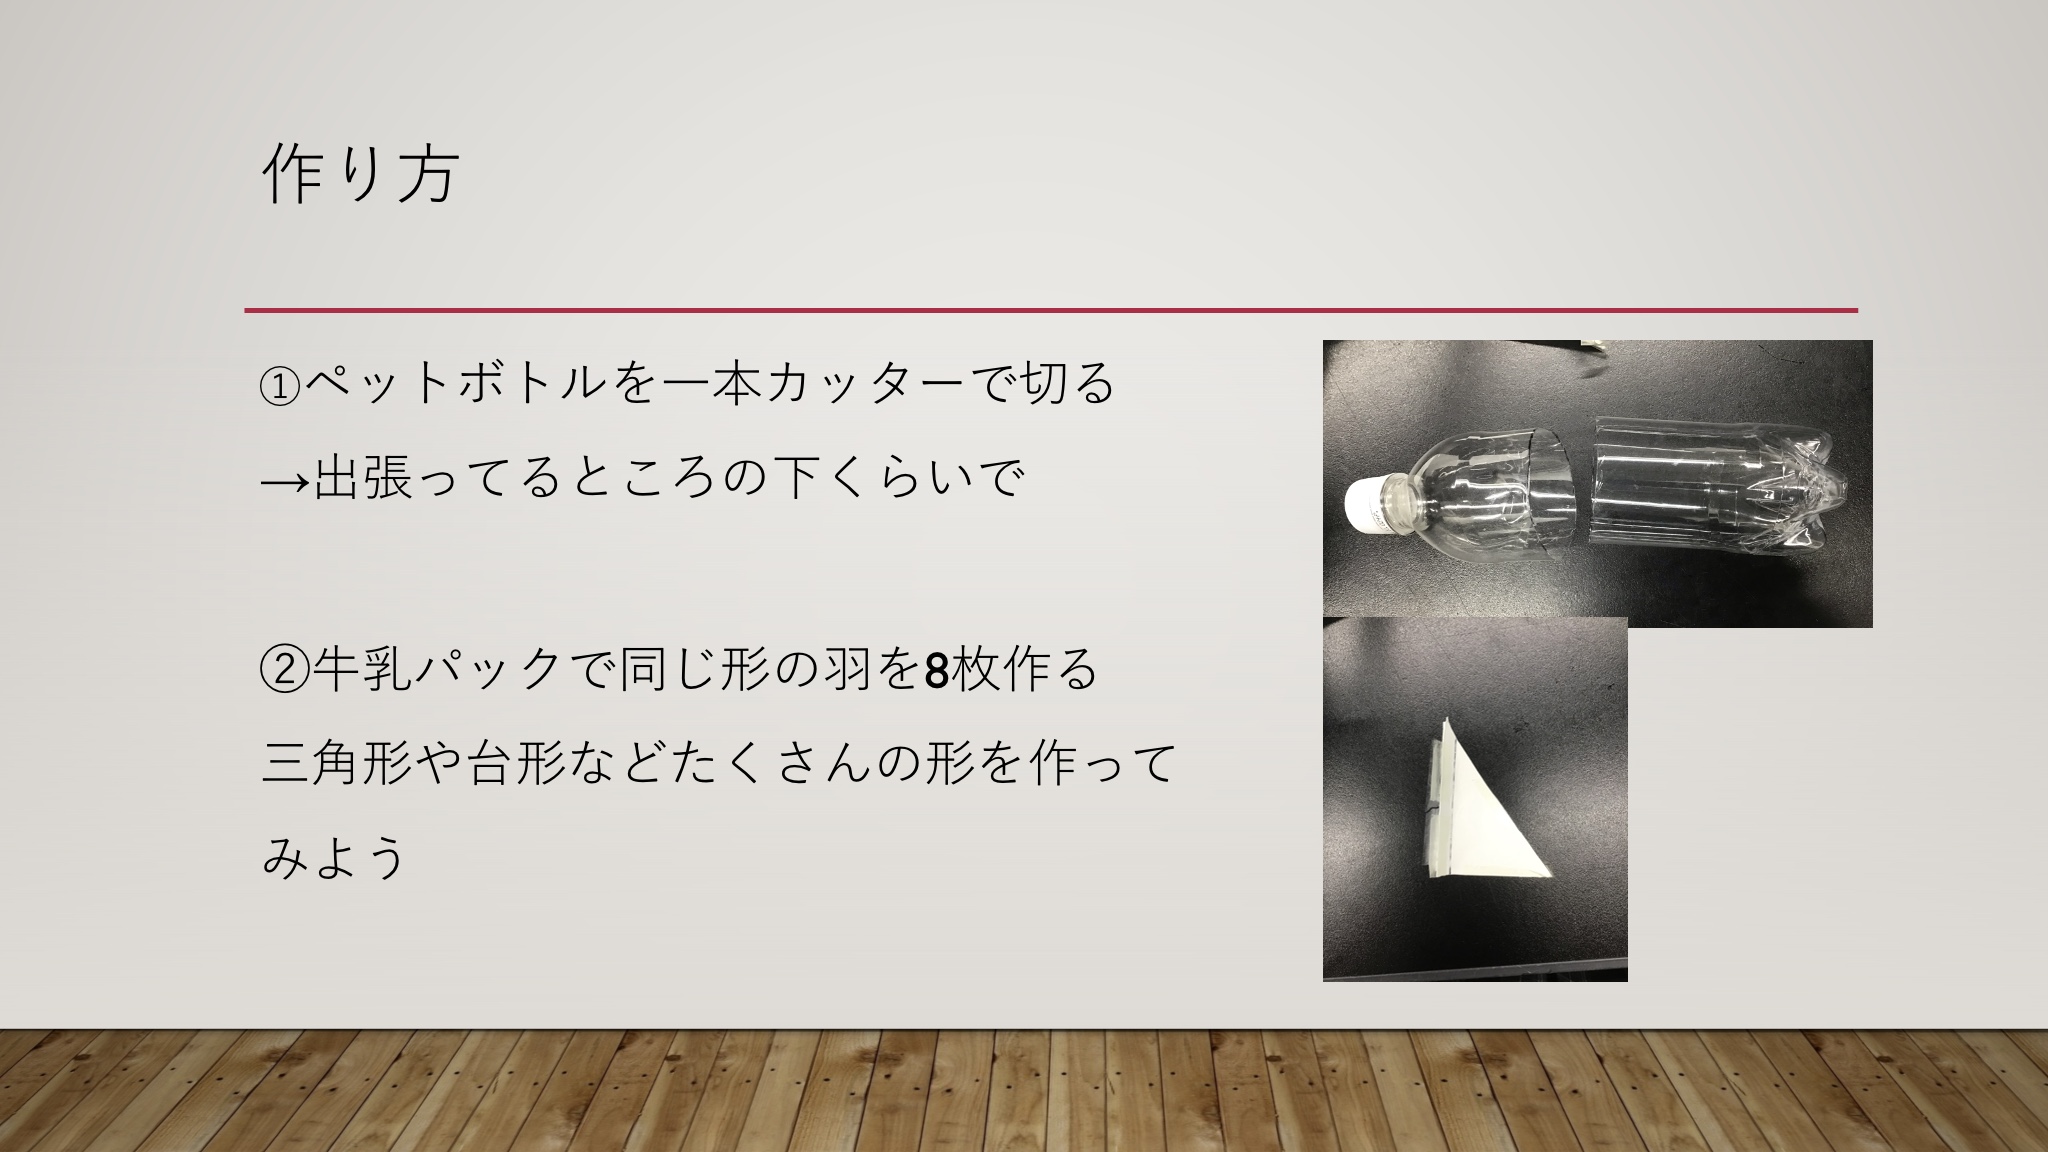 作り方
①ペットボトルを一本カッターで切る
→出張ってるところの下くらいで
②牛乳パックで同じ形の羽を8枚作る
三角形や台形などたくさんの形を作って
みよう